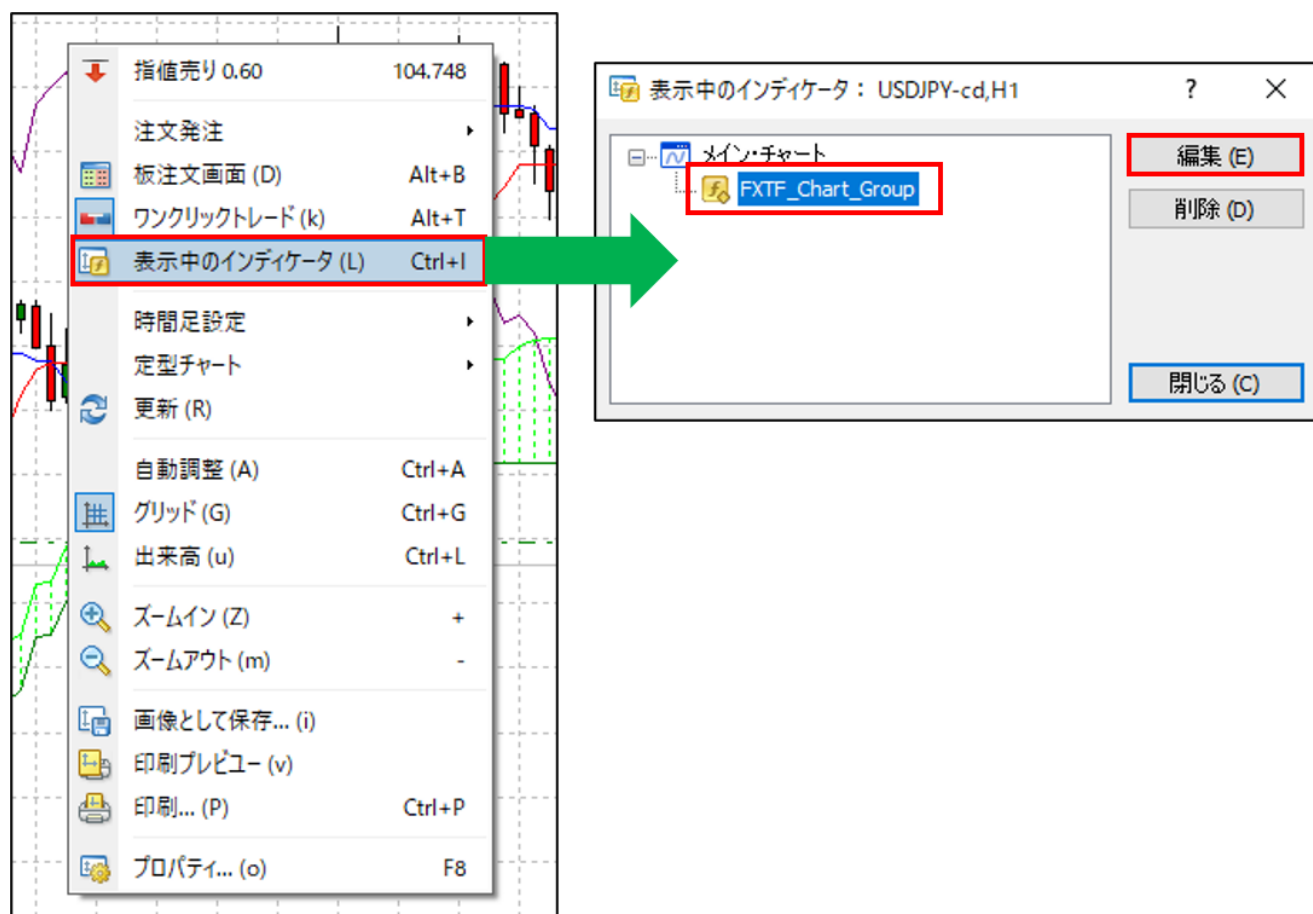 指値売り 0.60 104.748
注文発注
板注文画面 (D) Alt+B
ワンクリックトレード (k) Alt+T
表示中のインディケータ (L) Ctrl+I
時間足設定
定型チャート
更新 (R)
自動調整 (A) Ctrl+A
グリッド (G) Ctrl+G
出来高 (u) Ctrl+L
ズームイン (Z) +
ズームアウト (m) -
画像として保存... (i)
印刷プレビュー (v)
印刷... (P) Ctrl+P
プロパティ... (o) F8
表示中のインディケータ： USDJPY-cd,H1 ?
メイン・チャート
FXTF_Chart_Group
編集 (E)
削除 (D)
閉じる (C)